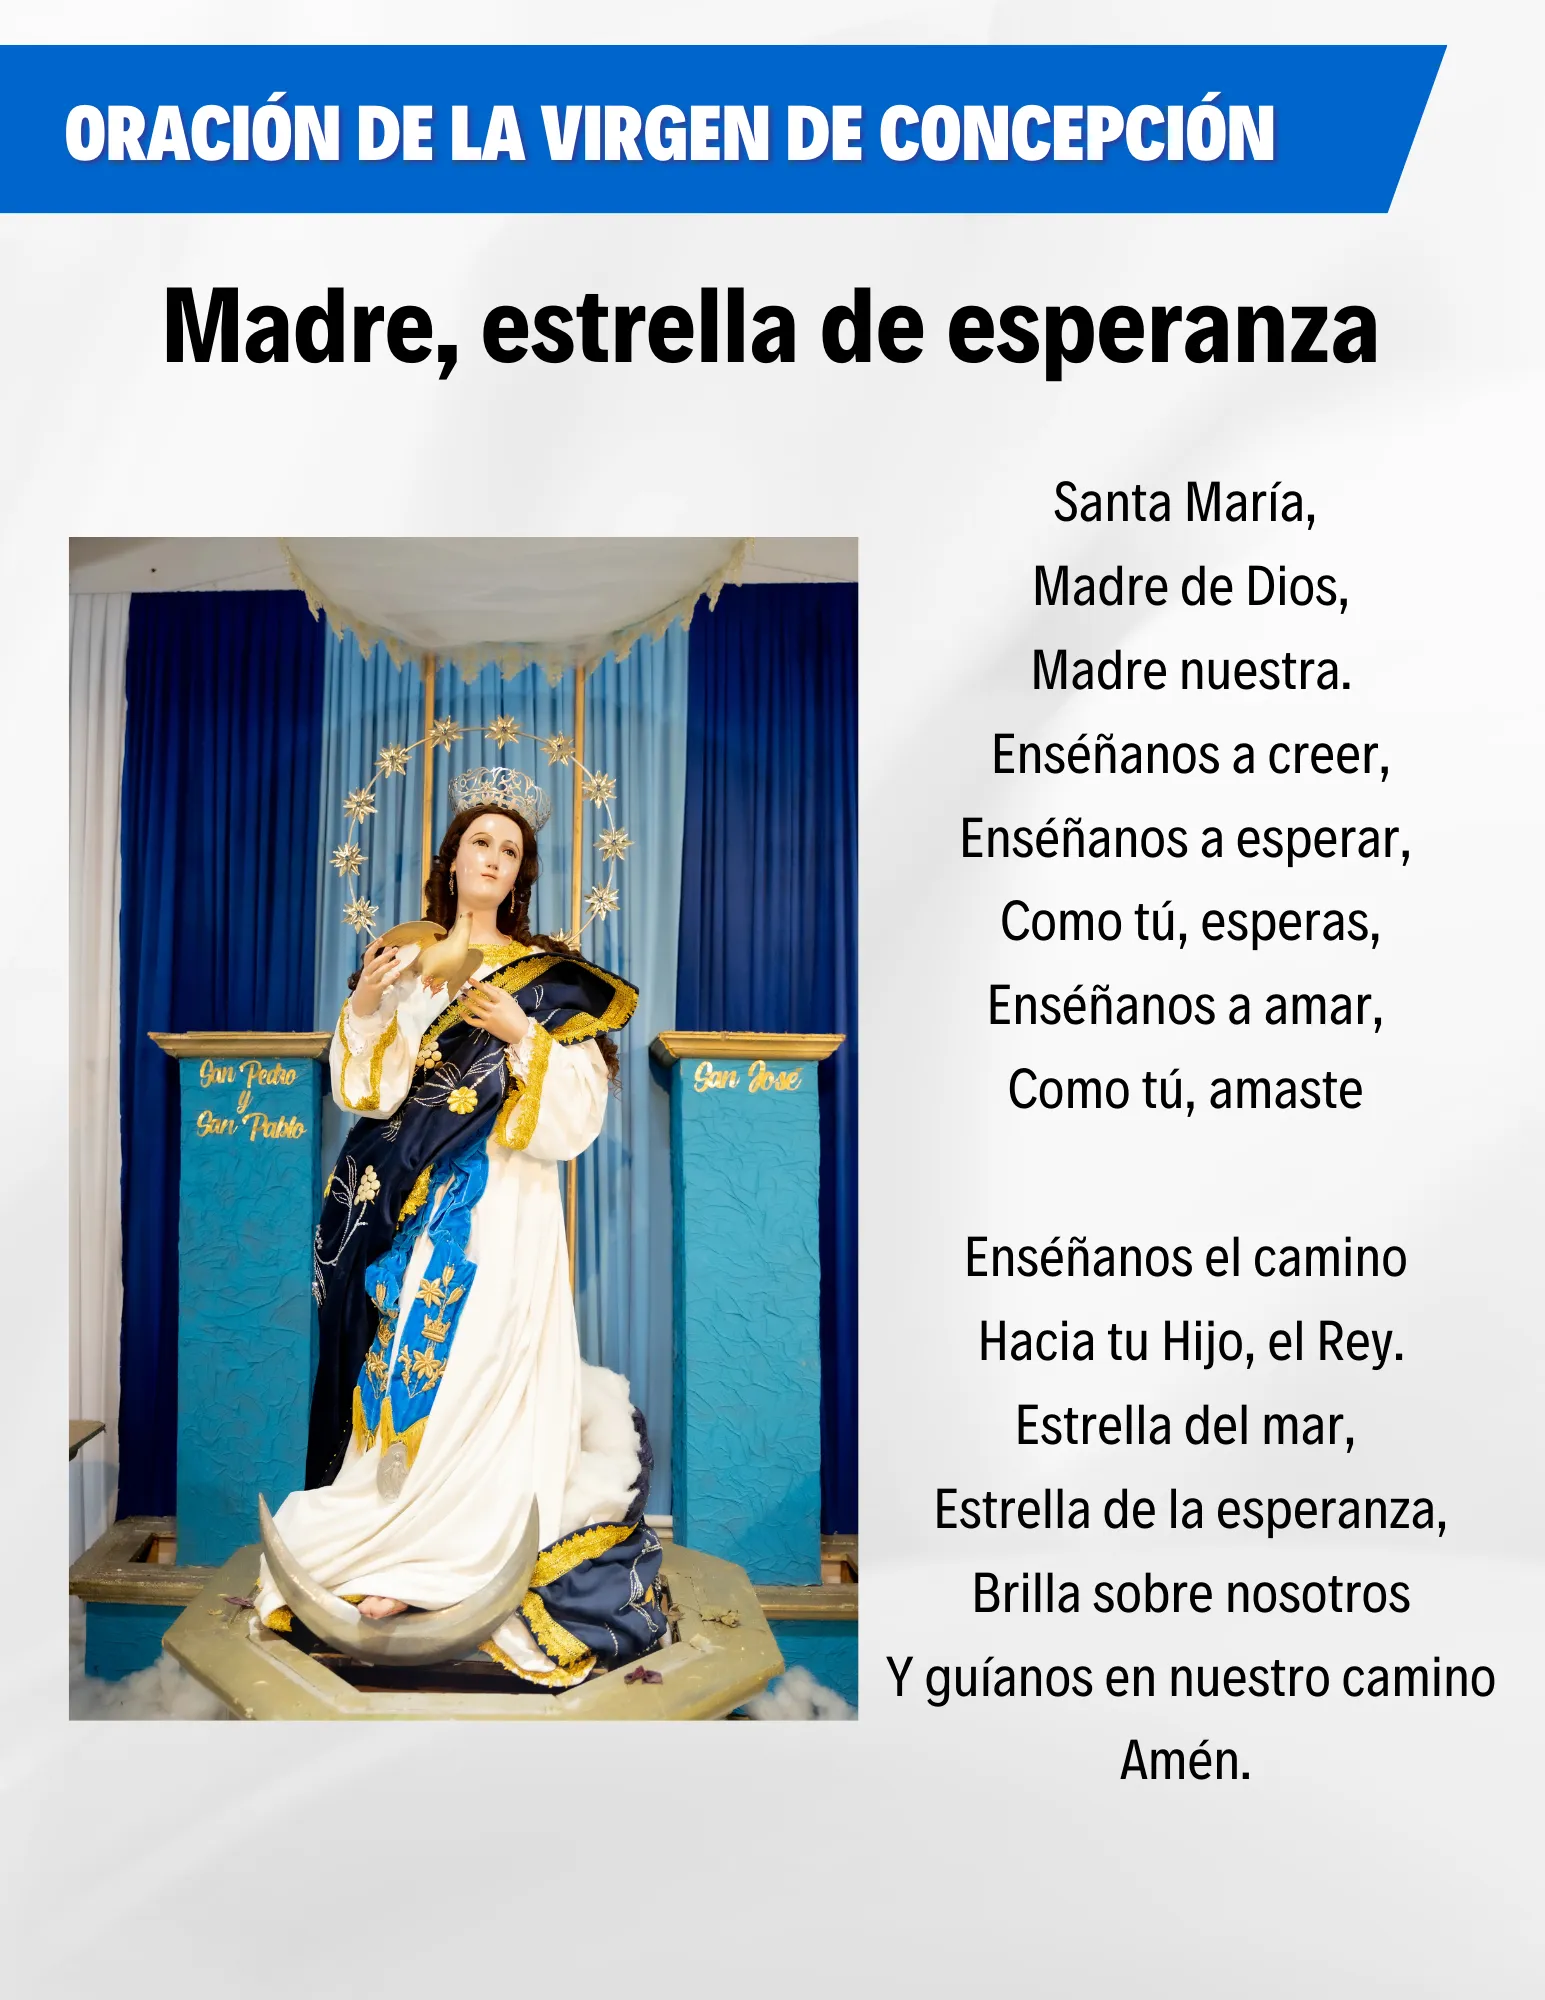 ORACIÓN DE LA VIRGEN DE CONCEPCIÓN
Madre, estrella de esperanza
Santa María,
Madre de Dios,
Madre nuestra.
Enséñanos a creer,
Enséñanos a esperar,
Como tú, esperas,
Enséñanos a amar,
Como tú, amaste
Enséñanos el camino
Hacia tu Hijo, el Rey.
Estrella del mar,
Estrella de la esperanza,
Brilla sobre nosotros
Y guíanos en nuestro camino
Amén.
San Pedro
y
San Pablo
San José